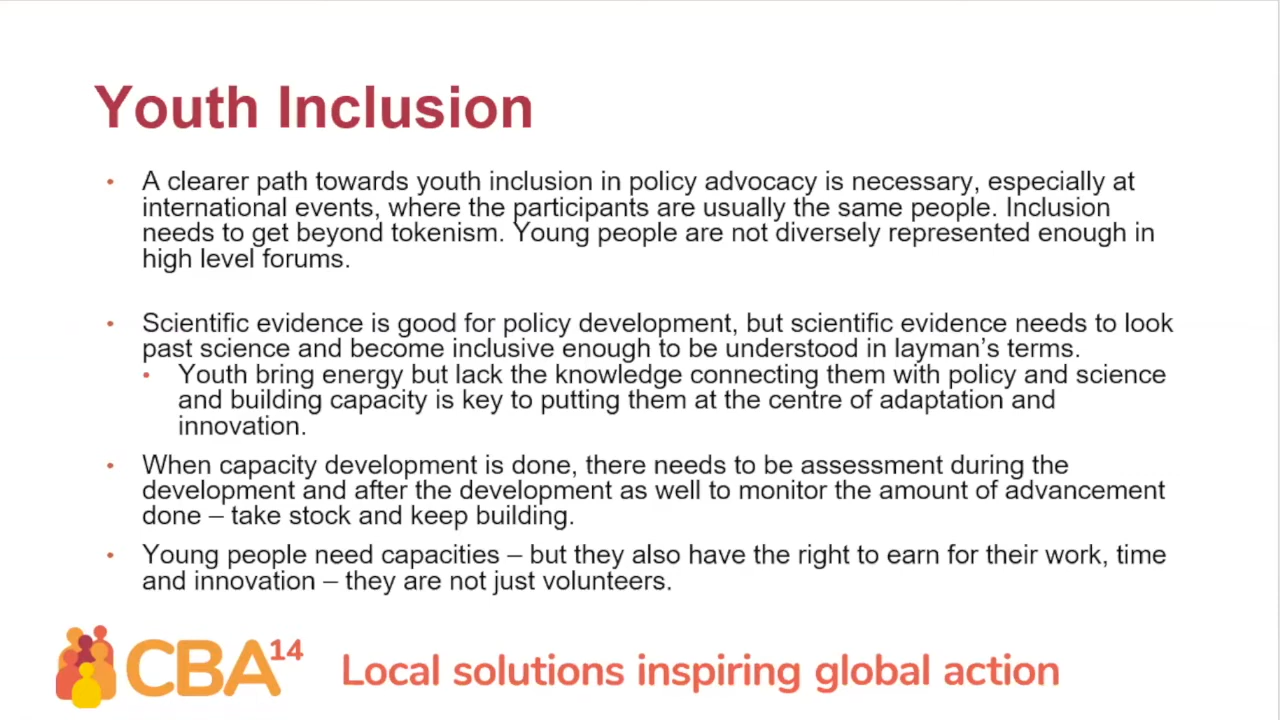 Youth Inclusion
• A clearer path towards youth inclusion in policy advocacy is necessary, especially at
international events, where the participants are usually the same people. Inclusion
needs to get beyond tokenism. Young people are not diversely represented enough in
high level forums.
• Scientific evidence is good for policy development, but scientific evidence needs to look
past science and become inclusive enough to be understood in layman’s terms.
• Youth bring energy but lack the knowledge connecting them with policy and science
and building capacity is key to putting them at the centre of adaptation and
innovation.
• When capacity development is done, there needs to be assessment during the
development and after the development as well to monitor the amount of advancement
done – take stock and keep building.
• Young people need capacities – but they also have the right to earn for their work, time
and innovation – they are not just volunteers.
CBA14
Local solutions inspiring global action